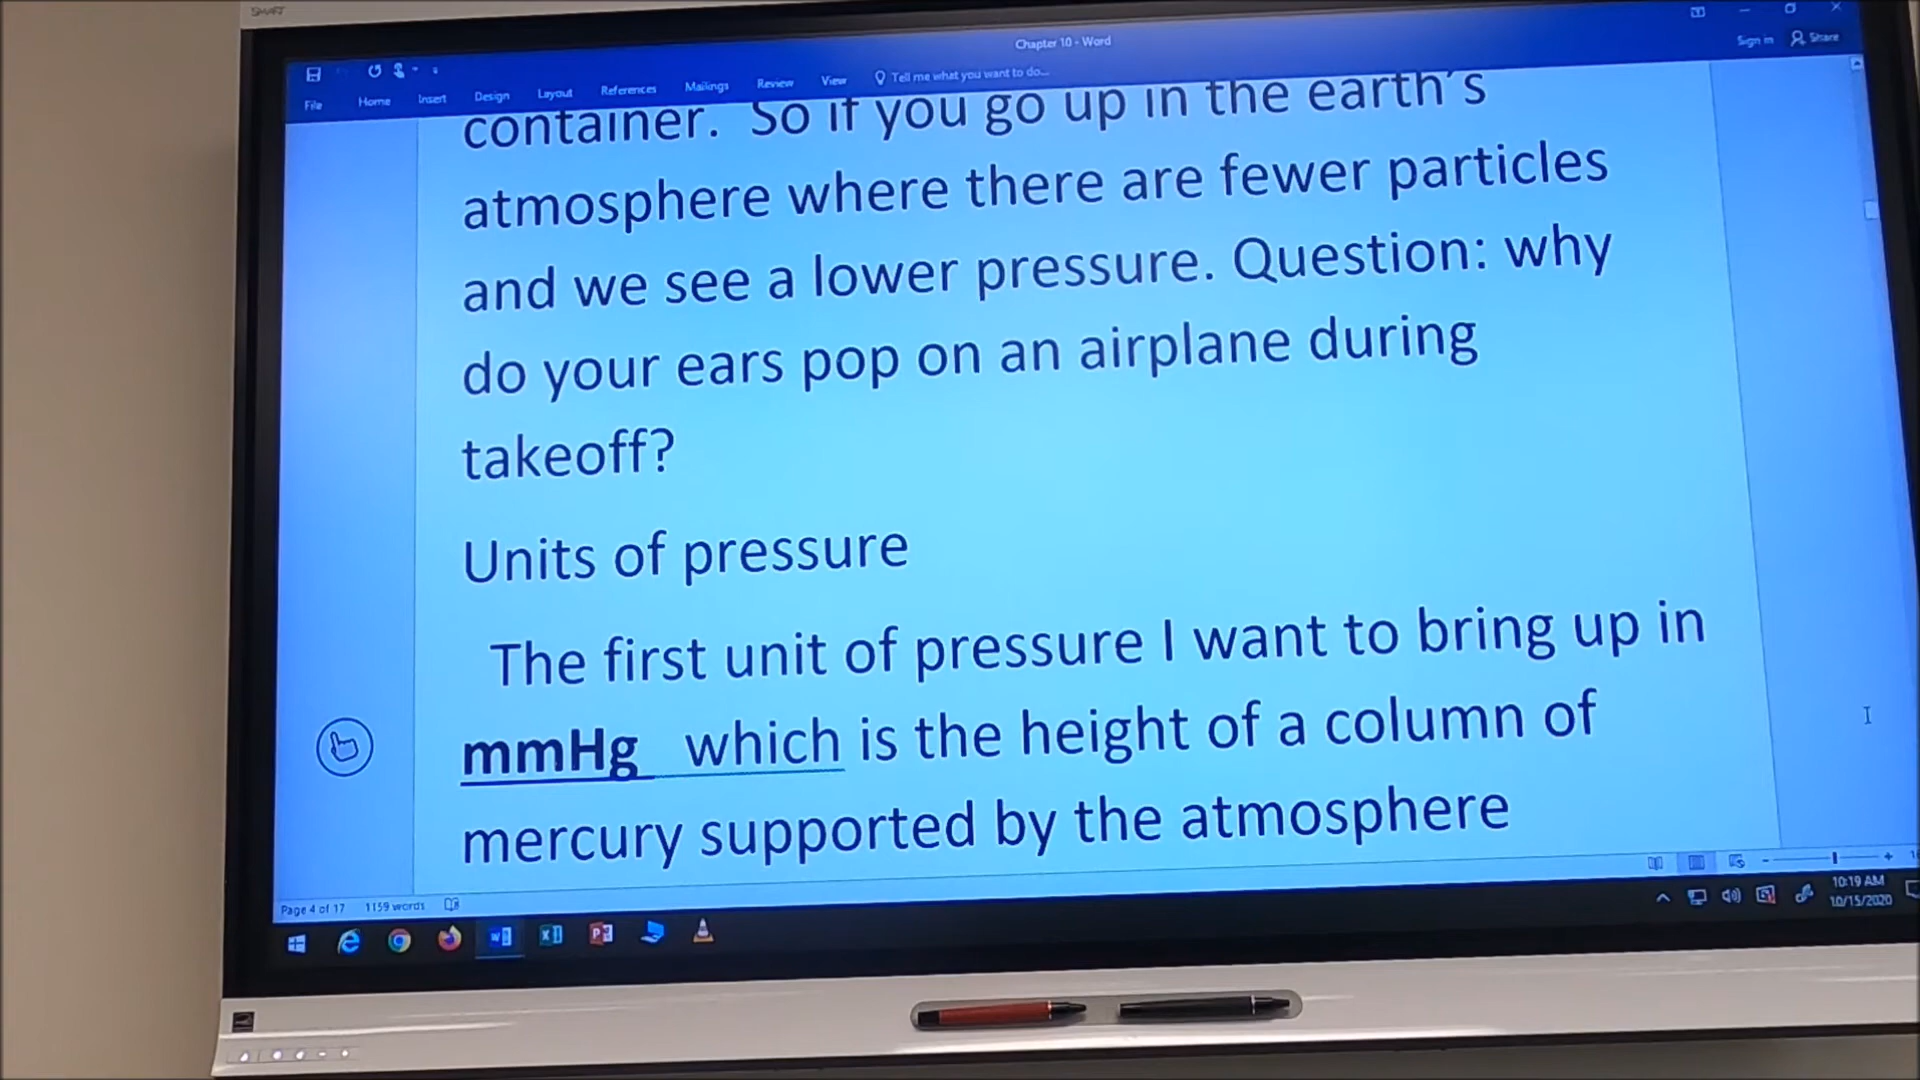 SMART
Chapter 10 - Word
Sign in Share
File Home Insert Design Layout References Mailings Review View Tell me what you want to do...
container. So if you go up in the earth's
atmosphere where there are fewer particles
and we see a lower pressure. Question: why
do your ears pop on an airplane during
takeoff?
Units of pressure
The first unit of pressure I want to bring up in
mmHg which is the height of a column of
mercury supported by the atmosphere
Page 4 of 17 1159 words
10:19 AM
10/15/2020